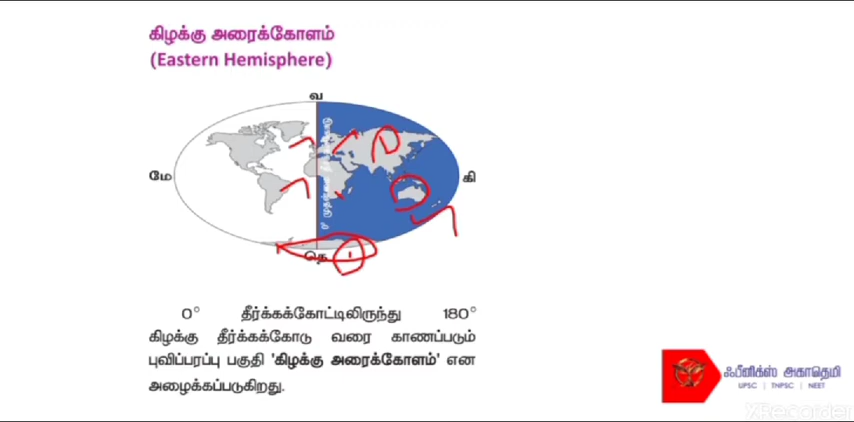 கிழக்கு அரைக்கோளம்
(Eastern Hemisphere)
வ
மே
கி
தெ
0° தீர்க்கக்கோட்டிலிருந்து 180°
கிழக்கு தீர்க்கக்கோடு வரை காணப்படும்
புவிப்பரப்பு பகுதி 'கிழக்கு அரைக்கோளம்' என
அழைக்கப்படுகிறது.
ஃபீனிக்ஸ் அகாதெமி
UPSC | TNPSC | NEET
XRecorder